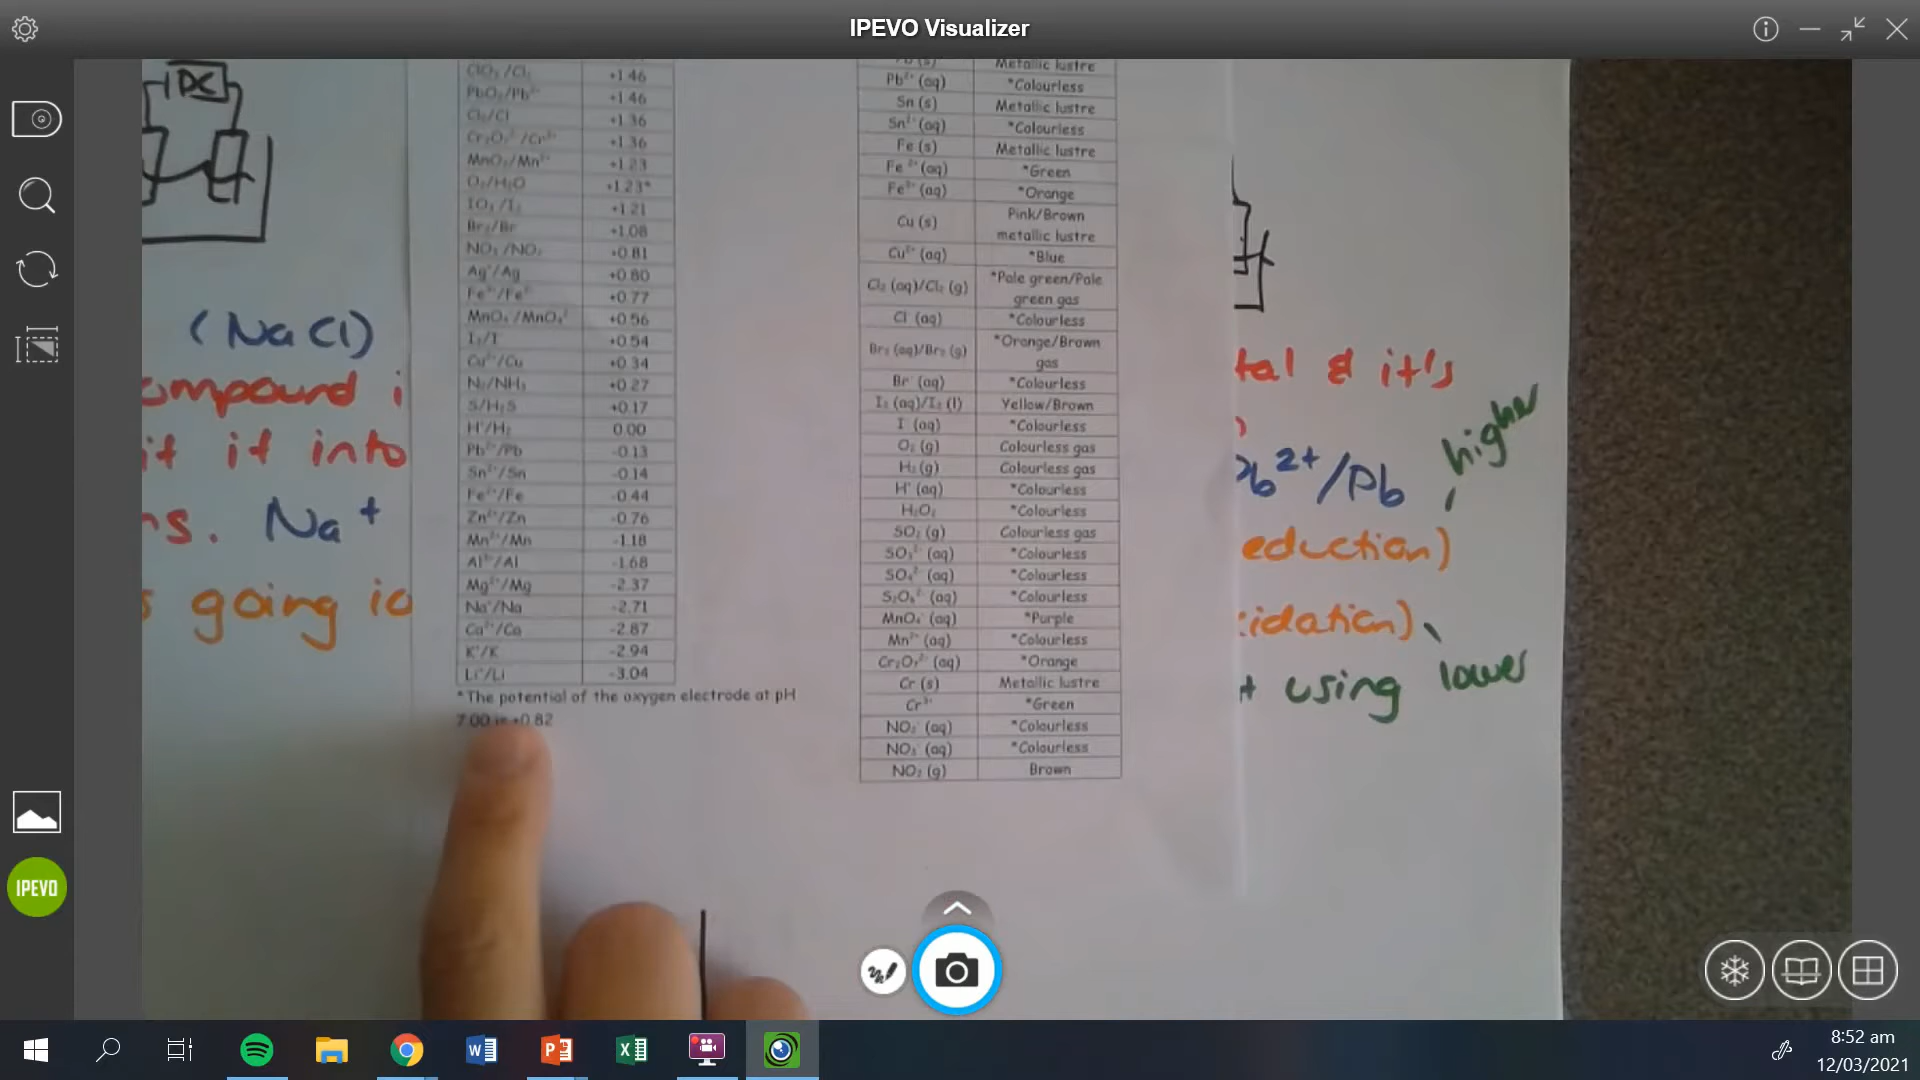 IPEVO Visualizer
DC
(NaCl)
ompound i
it it into
ns. Na+
s going io
ClO3-/Cl2 +1.46
PbO2/Pb2+ +1.46
Cl2/Cl- +1.36
Cr2O72-/Cr3+ +1.36
MnO2/Mn2+ +1.23
O2/H2O +1.23*
IO3-/I2 +1.21
Br2/Br- +1.08
NO3-/NO2 +0.81
Ag+/Ag +0.80
Fe3+/Fe2+ +0.77
MnO4-/MnO42- +0.56
I2/I- +0.54
Cu2+/Cu +0.34
N2/NH3 +0.27
S/H2S +0.17
H+/H2 0.00
Pb2+/Pb -0.13
Sn2+/Sn -0.14
Fe2+/Fe -0.44
Zn2+/Zn -0.76
Mn2+/Mn -1.18
Al3+/Al -1.68
Mg2+/Mg -2.37
Na+/Na -2.71
Ca2+/Ca -2.87
K+/K -2.94
Li+/Li -3.04
*The potential of the oxygen electrode at pH
7.00 is +0.82
Pb (s) Metallic lustre
Pb2+ (aq) *Colourless
Sn (s) Metallic lustre
Sn2+ (aq) *Colourless
Fe (s) Metallic lustre
Fe2+ (aq) *Green
Fe3+ (aq) *Orange
Cu (s) Pink/Brown
metallic lustre
Cu2+ (aq) *Blue
Cl2 (aq)/Cl2 (g) *Pale green/Pale
green gas
Cl- (aq) *Colourless
Br2 (aq)/Br2 (g) *Orange/Brown
gas
Br- (aq) *Colourless
I2 (aq)/I2 (l) Yellow/Brown
I- (aq) *Colourless
O2 (g) Colourless gas
H2 (g) Colourless gas
H+ (aq) *Colourless
H2O2 *Colourless
SO2 (g) Colourless gas
SO32- (aq) *Colourless
SO42- (aq) *Colourless
(aq) *Colourless
MnO4- (aq) *Purple
Mn2+ (aq) *Colourless
Cr2O72- (aq) *Orange
Cr (s) Metallic lustre
Cr3+ *Green
NO2- (aq) *Colourless
NO3- (aq) *Colourless
NO2 (g) Brown
tal & it's
higher
Pb2+/Pb
eduction)
idation)
using lower
IPEVO
8:52 am
12/03/2021